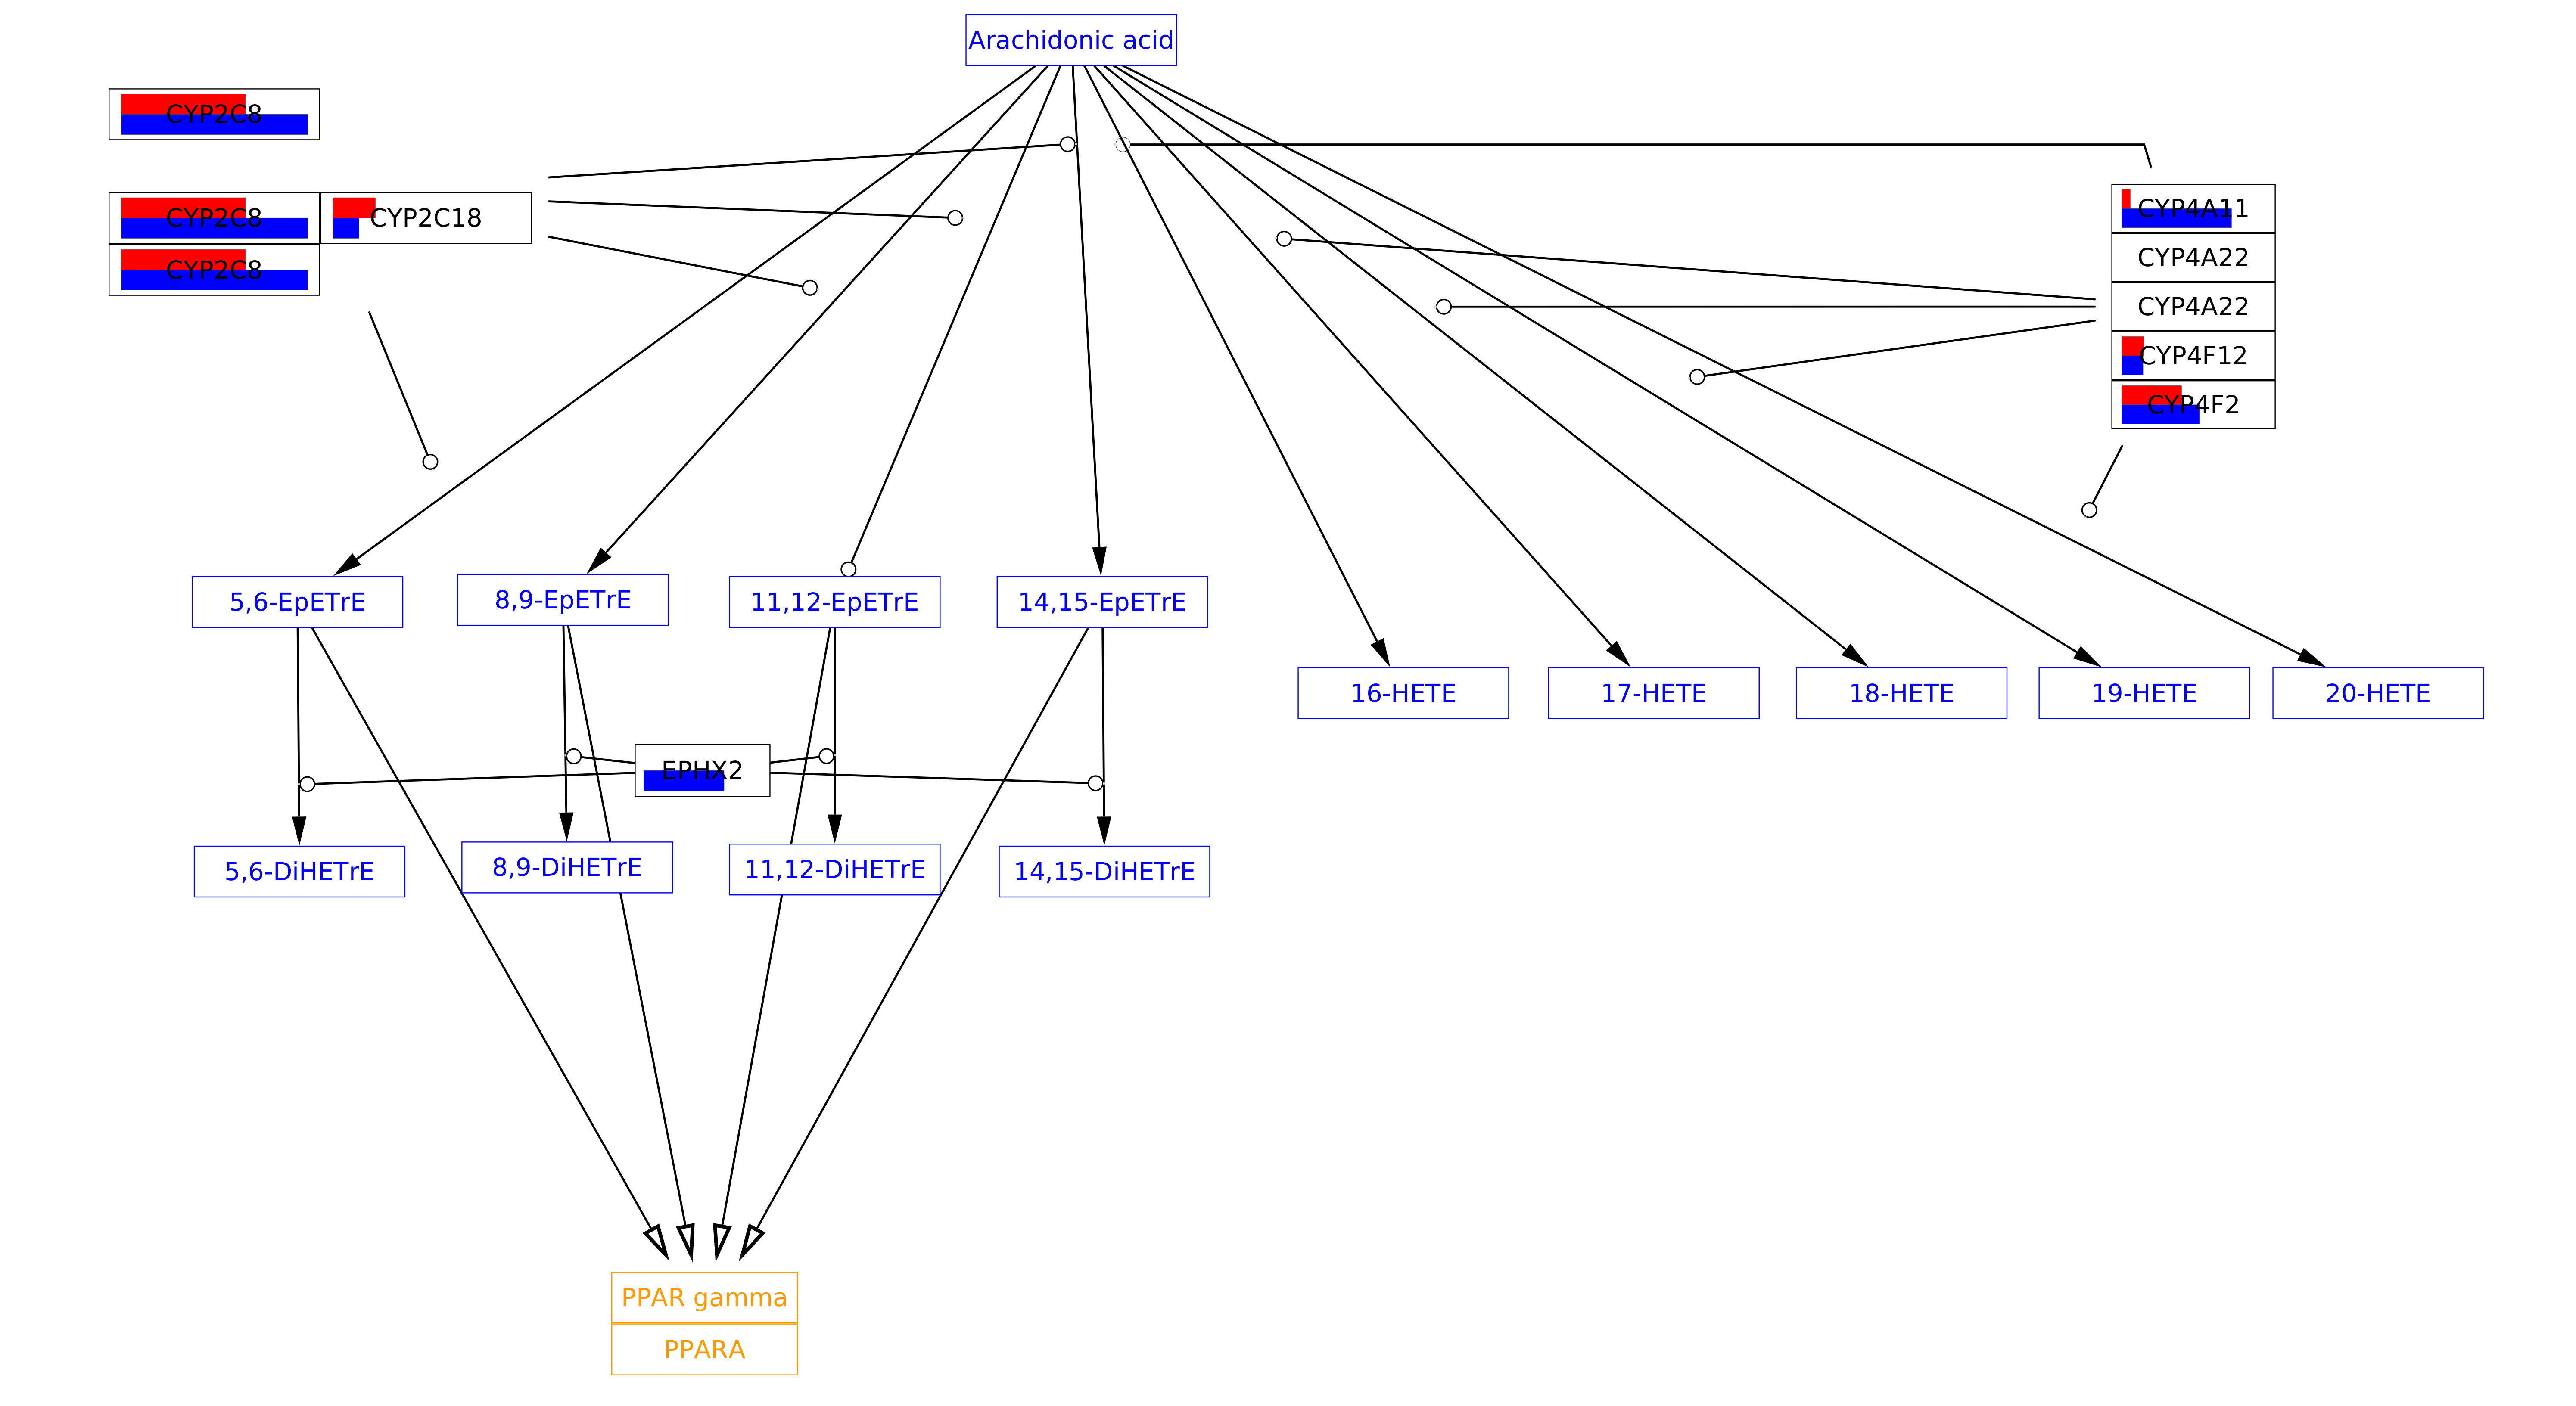 Arachidonic acid
CYP2C8
CYP2C8
CYP2C18
CYP2C8
CYP4A11
CYP4A22
CYP4A22
CYP4F12
CYP4F2
5,6-EpETrE
8,9-EpETrE
11,12-EpETrE
14,15-EpETrE
16-HETE
17-HETE
18-HETE
19-HETE
20-HETE
EPHX2
5,6-DiHETrE
8,9-DiHETrE
11,12-DiHETrE
14,15-DiHETrE
PPAR gamma
PPARA